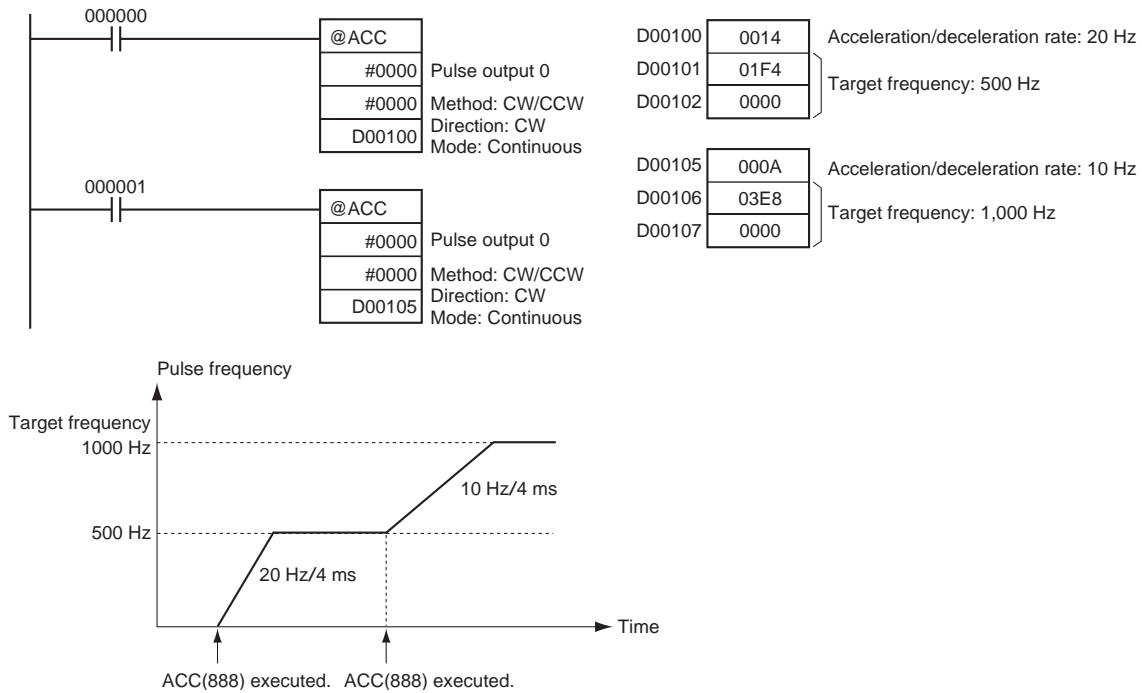 000000
@ACC
#0000 Pulse output 0
#0000 Method: CW/CCW
Direction: CW
D00100
Mode: Continuous
000001
@ACC
#0000 Pulse output 0
#0000 Method: CW/CCW
Direction: CW
D00105
Mode: Continuous
D00100 0014 Acceleration/deceleration rate: 20 Hz
D00101 01F4
Target frequency: 500 Hz
D00102 0000
D00105 000A Acceleration/deceleration rate: 10 Hz
D00106 03E8
Target frequency: 1,000 Hz
D00107 0000
Pulse frequency
Target frequency
1000 Hz
10 Hz/4 ms
500 Hz
20 Hz/4 ms
Time
ACC(888) executed. ACC(888) executed.